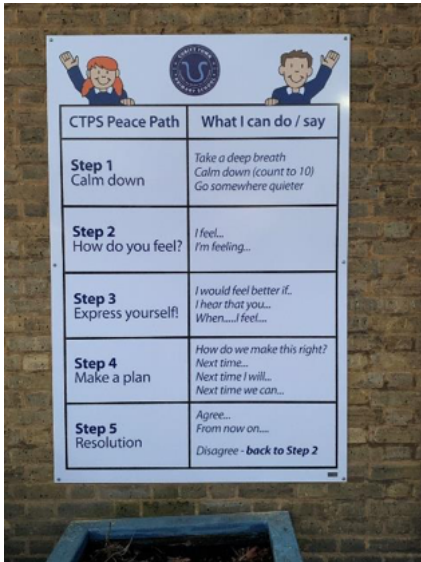 TOWN
PRIMARY SCHOOL
CTPS Peace Path
What I can do / say
Step 1
Calm down
Take a deep breath
Calm down (count to 10)
Go somewhere quieter
Step 2
How do you feel?
I feel...
I'm feeling...
Step 3
Express yourself!
I would feel better if..
I hear that you...
When.....I feel....
Step 4
Make a plan
How do we make this right?
Next time...
Next time I will...
Next time we can...
Step 5
Resolution
Agree...
From now on....
Disagree - back to Step 2